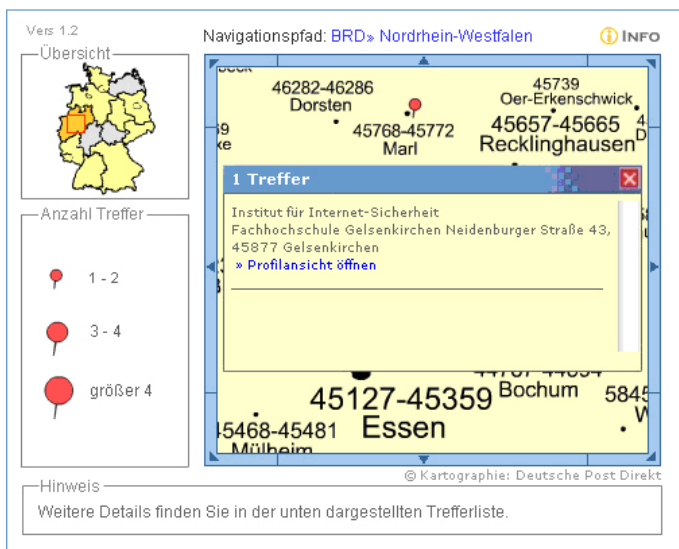 Vers 1.2
Navigationspfad: BRD» Nordrhein-Westfalen
INFO
Übersicht
45282-46286
Dorsten
45739
Oer-Erkenschwick
45768-45772
Marl
45657-45665
Recklinghausen
1 Treffer
Institut für Internet-Sicherheit
Fachhochschule Gelsenkirchen Neidenburger Straße 43,
45877 Gelsenkirchen
» Profilansicht öffnen
Anzahl Treffer
1 - 2
3 - 4
größer 4
45127-45359
Essen
Bochum
45468-45481
Mülheim
© Kartographie: Deutsche Post Direkt
Hinweis
Weitere Details finden Sie in der unten dargestellten Trefferliste.